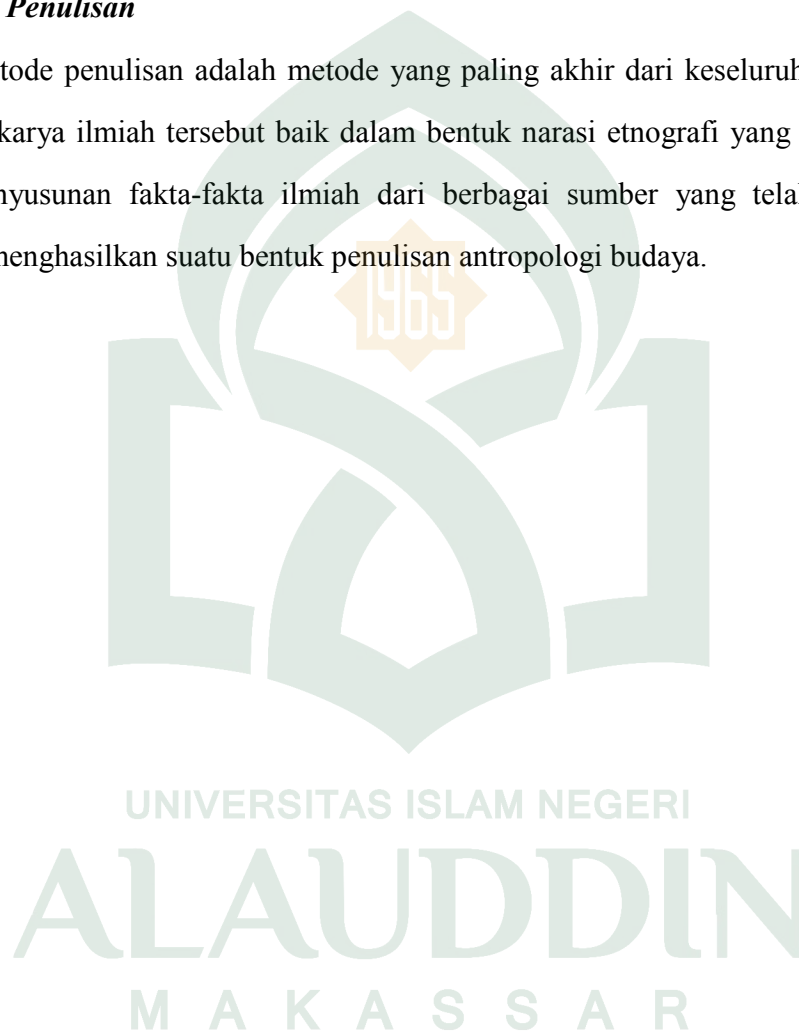 Penulisan
tode penulisan adalah metode yang paling akhir dari keseluruh
karya ilmiah tersebut baik dalam bentuk narasi etnografi yang
nyusunan fakta-fakta ilmiah dari berbagai sumber yang tela
menghasilkan suatu bentuk penulisan antropologi budaya.
1965
UNIVERSITAS ISLAM NEGERI
ALAUDDIN
MAKASSAR